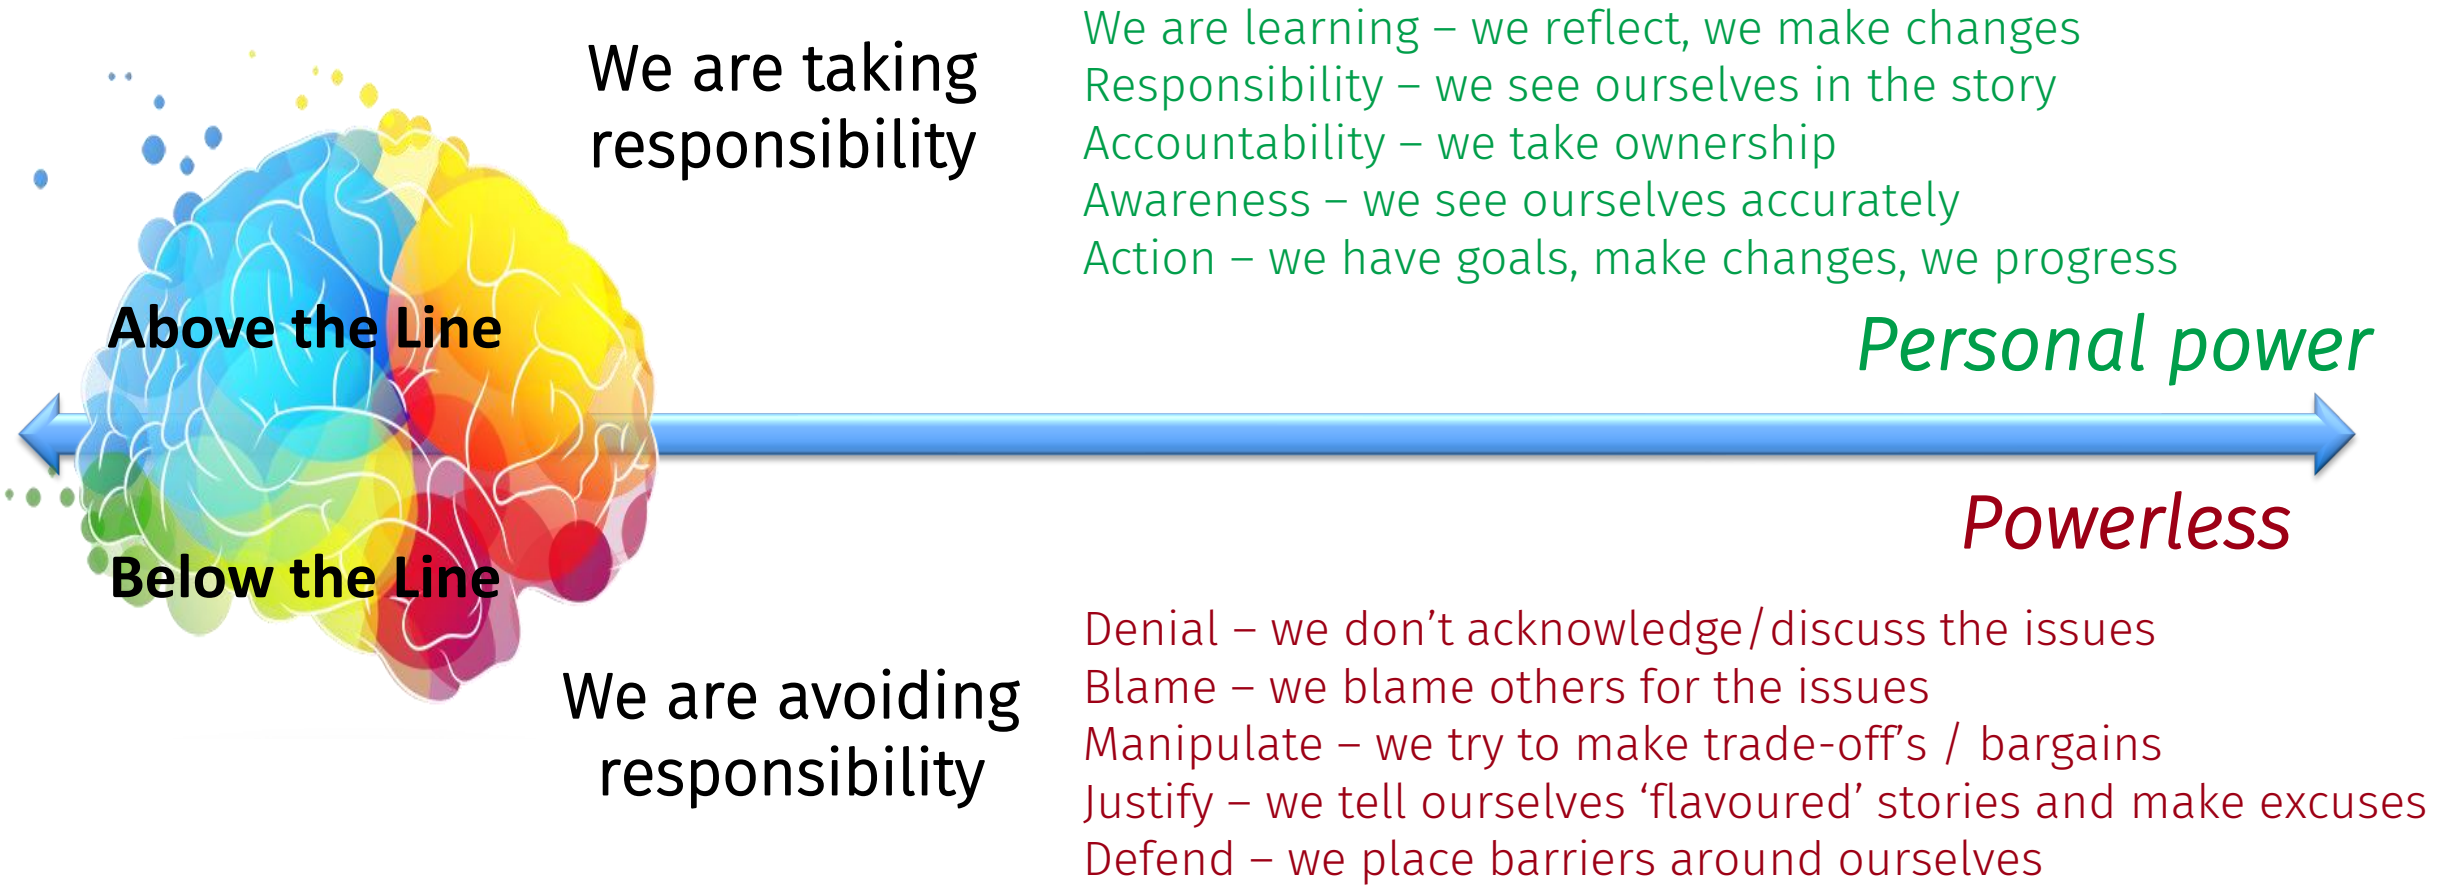 We are taking
responsibility
We are learning – we reflect, we make changes
Responsibility – we see ourselves in the story
Accountability – we take ownership
Awareness – we see ourselves accurately
Action – we have goals, make changes, we progress
Above the Line
Personal power
Powerless
Below the Line
We are avoiding
responsibility
Denial – we don’t acknowledge/discuss the issues
Blame – we blame others for the issues
Manipulate – we try to make trade-off’s / bargains
Justify – we tell ourselves ‘flavoured’ stories and make excuses
Defend – we place barriers around ourselves